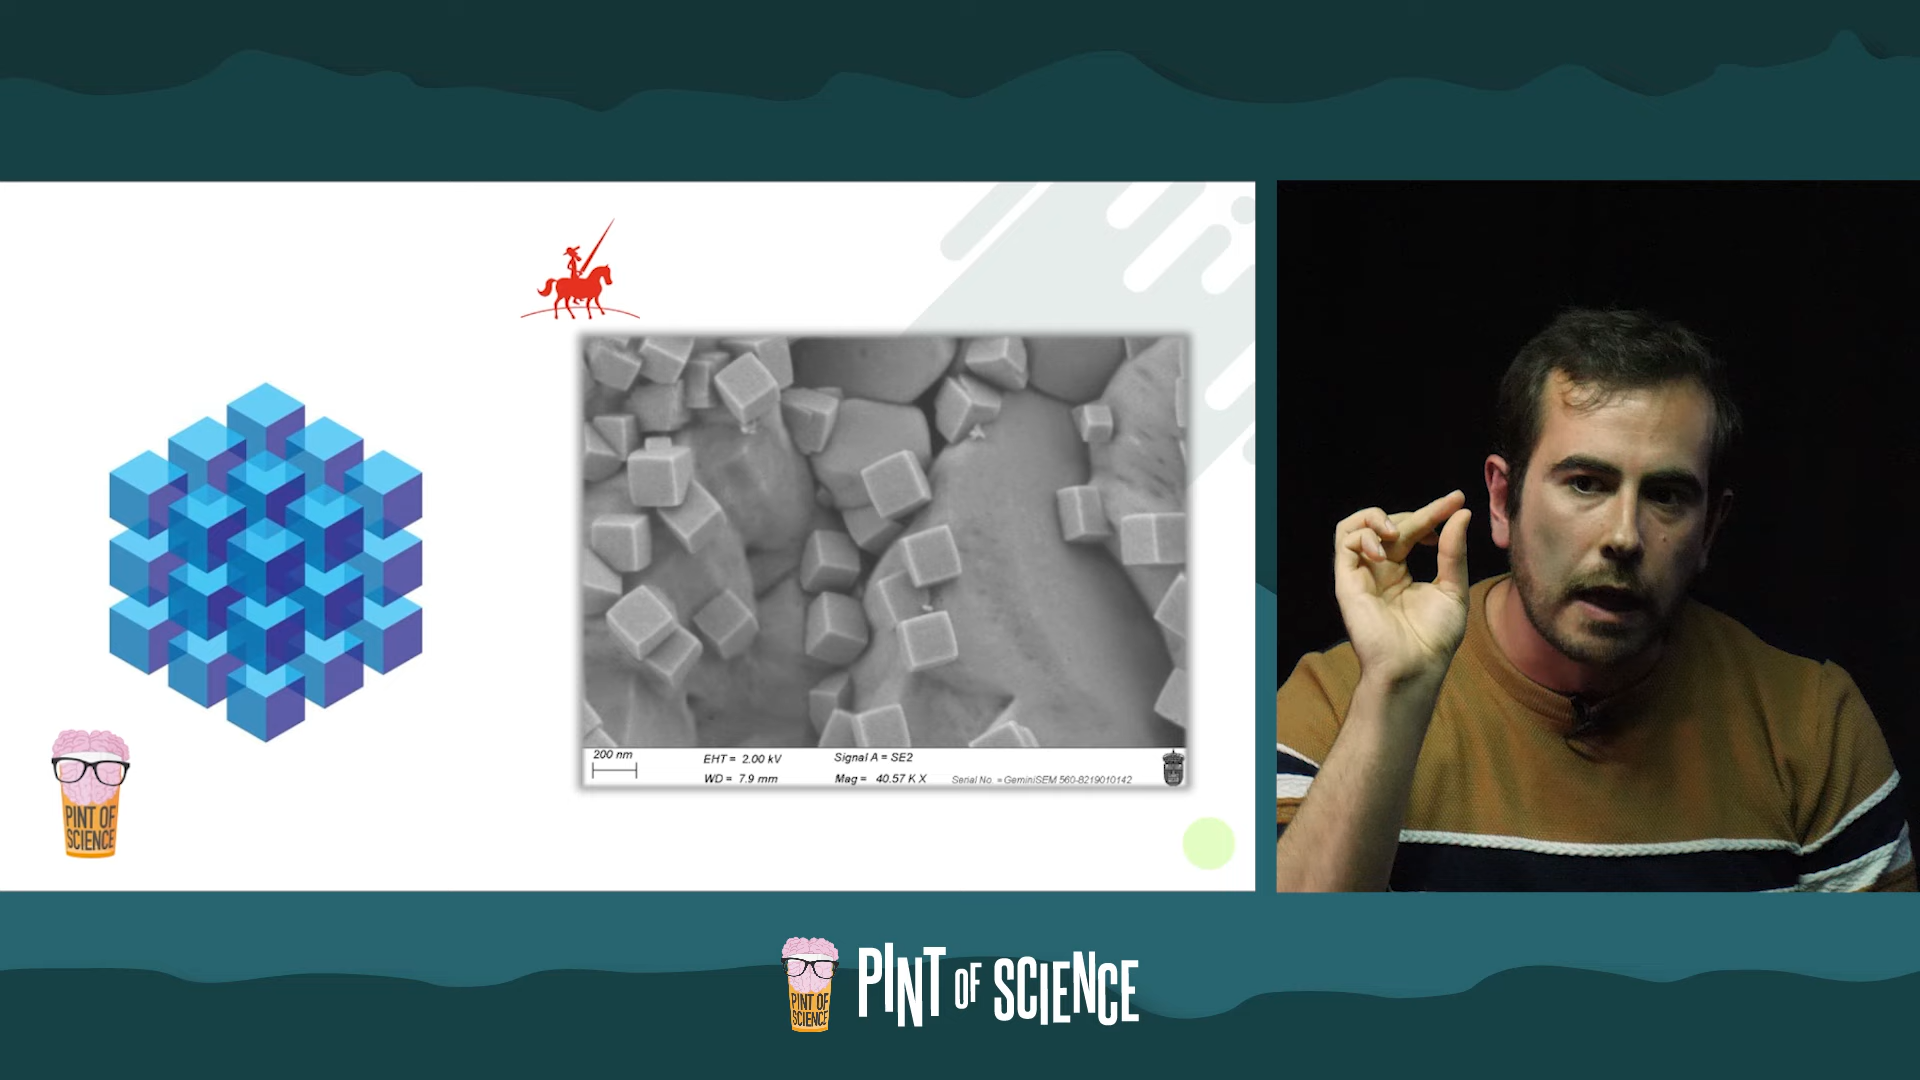 200 nm
EHT = 2.00 kV
Signal A = SE2
WD = 7.9 mm
Mag = 40.57 K X
Serial No. = GeminiSEM 560-8219010142
PINT OF
SCIENCE
PINT OF
SCIENCE
PINT OF SCIENCE